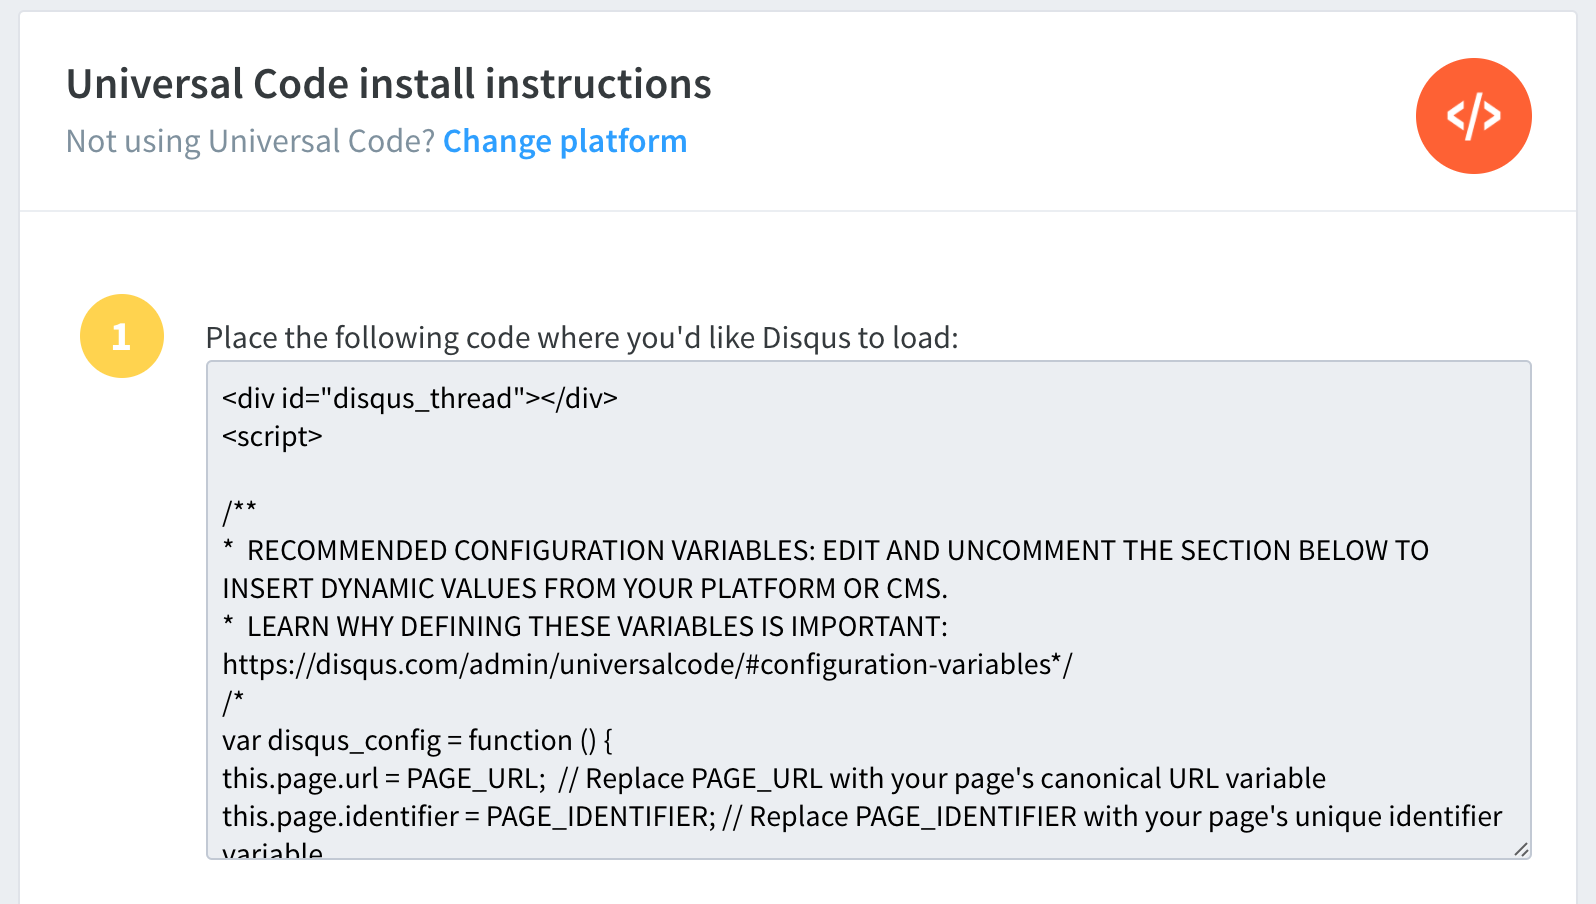 Universal Code install instructions
Not using Universal Code? Change platform
</>
1
Place the following code where you'd like Disqus to load:
<div id="disqus_thread"></div>
<script>
/**
*  RECOMMENDED CONFIGURATION VARIABLES: EDIT AND UNCOMMENT THE SECTION BELOW TO
INSERT DYNAMIC VALUES FROM YOUR PLATFORM OR CMS.
*  LEARN WHY DEFINING THESE VARIABLES IS IMPORTANT:
https://disqus.com/admin/universalcode/#configuration-variables*/
/*
var disqus_config = function () {
this.page.url = PAGE_URL;  // Replace PAGE_URL with your page's canonical URL variable
this.page.identifier = PAGE_IDENTIFIER; // Replace PAGE_IDENTIFIER with your page's unique identifier
variable